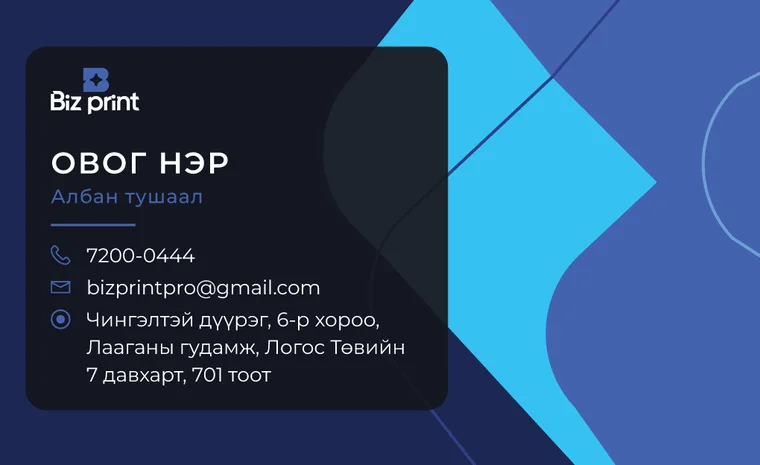 Biz print
ОВОГ НЭР
Албан тушаал
7200-0444
bizprintpro@gmail.com
Чингэлтэй дүүрэг, 6-р хороо,
Лааганы гудамж, Логос Төвийн
7 давхарт, 701 тоот